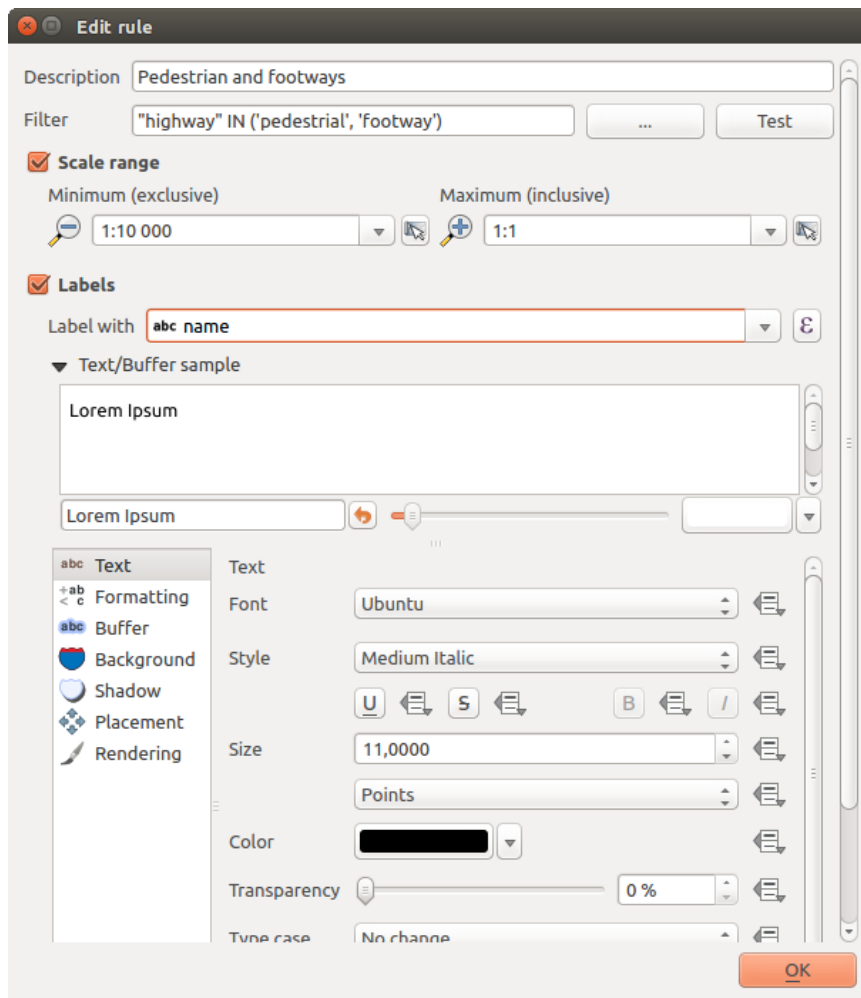 Edit rule
Description Pedestrian and footways
Filter "highway" IN ('pedestrial', 'footway') ... Test
Scale range
Minimum (exclusive) Maximum (inclusive)
1:10 000 1:1
Labels
Label with abc name ε
Text/Buffer sample
Lorem Ipsum
Lorem Ipsum
abc Text
+ab < c Formatting
abc Buffer
Background
Shadow
Placement
Rendering
Text
Font Ubuntu
Style Medium Italic
U S B I
Size 11,0000
Points
Color
Transparency 0 %
Type case No change
OK